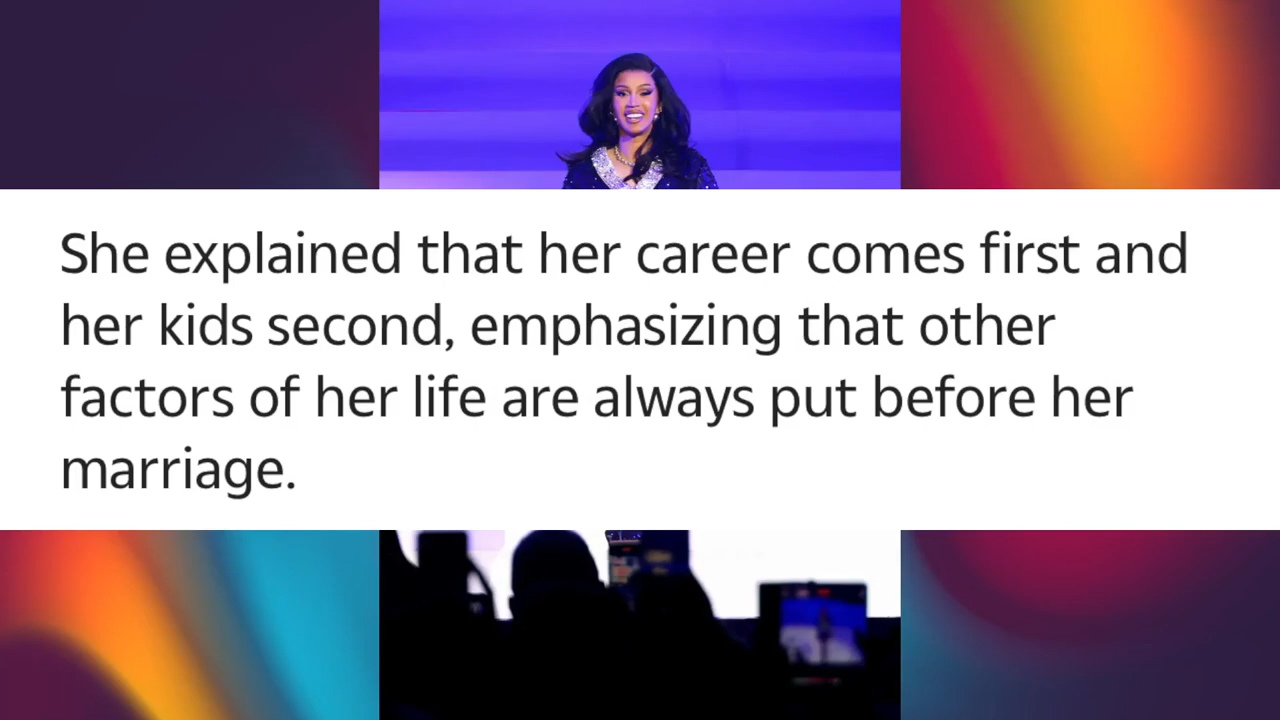 She explained that her career comes first and
her kids second, emphasizing that other
factors of her life are always put before her
marriage.